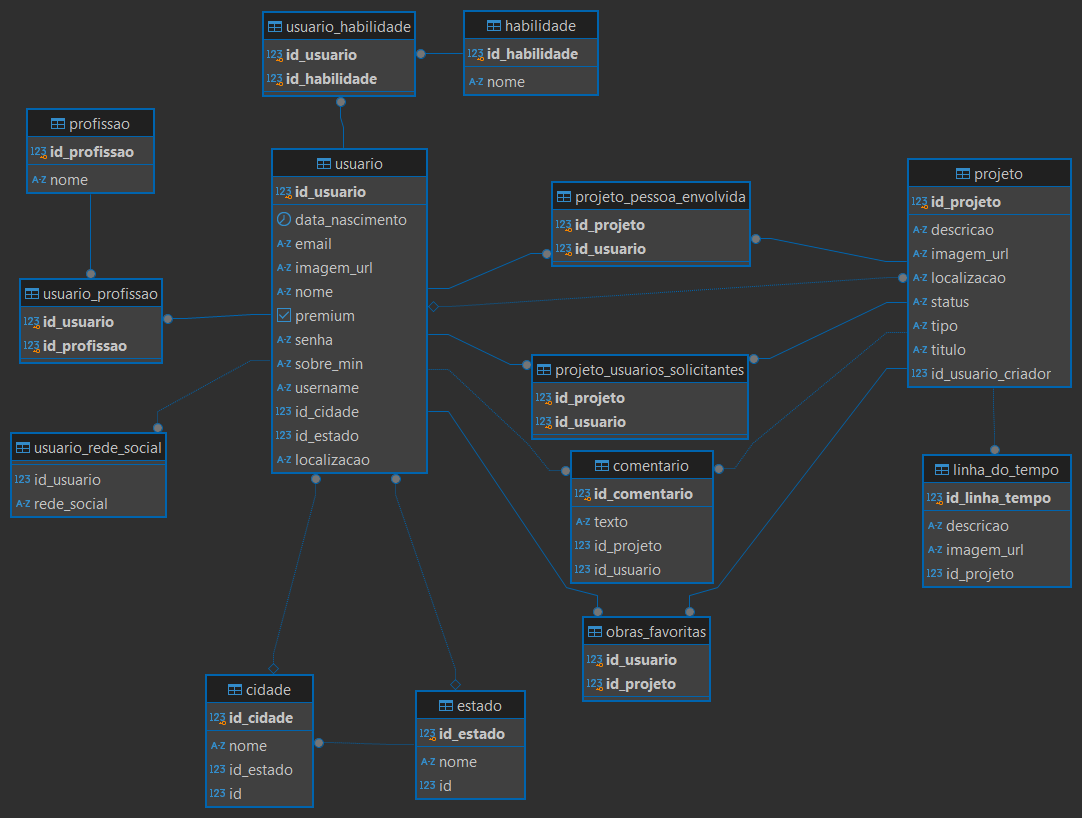 usuario_habilidade
123 id_usuario
123 id_habilidade
habilidade
123 id_habilidade
A-Z nome
profissao
123 id_profissao
A-Z nome
usuario
123 id_usuario
data_nascimento
A-Z email
A-Z imagem_url
A-Z nome
premium
A-Z senha
A-Z sobre_min
A-Z username
123 id_cidade
123 id_estado
A-Z localizacao
projeto_pessoa_envolvida
123 id_projeto
123 id_usuario
projeto
123 id_projeto
A-Z descricao
A-Z imagem_url
A-Z localizacao
A-Z status
A-Z tipo
A-Z titulo
123 id_usuario_criador
usuario_profissao
123 id_usuario
123 id_profissao
projeto_usuarios_solicitantes
123 id_projeto
123 id_usuario
usuario_rede_social
123 id_usuario
A-Z rede_social
comentario
123 id_comentario
A-Z texto
123 id_projeto
123 id_usuario
linha_do_tempo
123 id_linha_tempo
A-Z descricao
A-Z imagem_url
123 id_projeto
obras_favoritas
123 id_usuario
123 id_projeto
cidade
123 id_cidade
A-Z nome
123 id_estado
123 id
estado
123 id_estado
A-Z nome
123 id